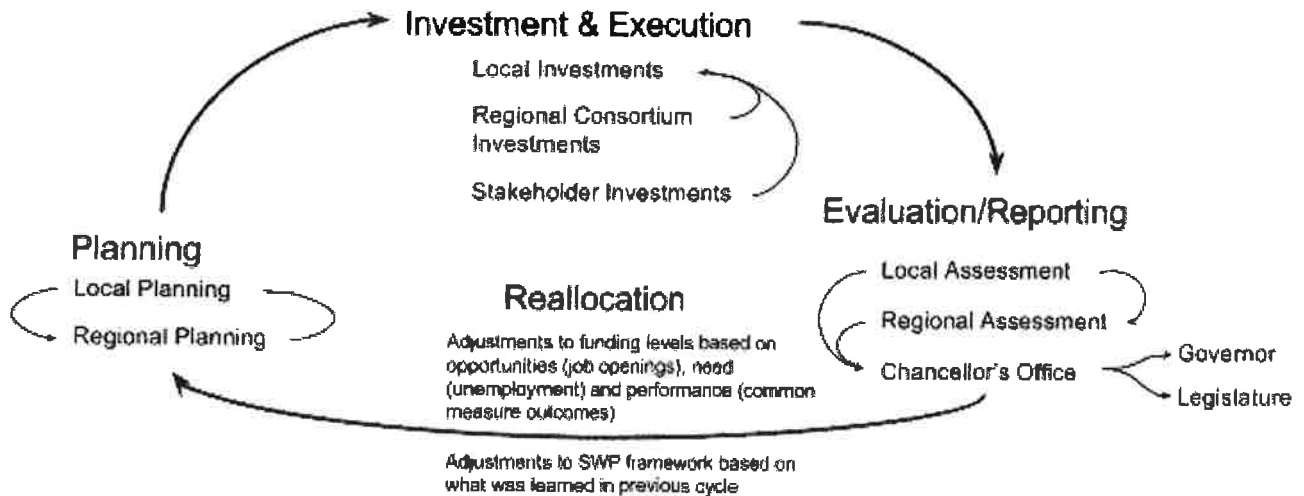 Investment & Execution
Local Investments
Regional Consortium
Investments
Stakeholder Investments
Evaluation/Reporting
Local Assessment
Regional Assessment
Chancellor's Office
Governor
Legislature
Planning
Local Planning
Regional Planning
Reallocation
Adjustments to funding levels based on
opportunities (job openings), need
(unemployment) and performance (common
measure outcomes)
Adjustments to SWP framework based on
what was learned in previous cycle